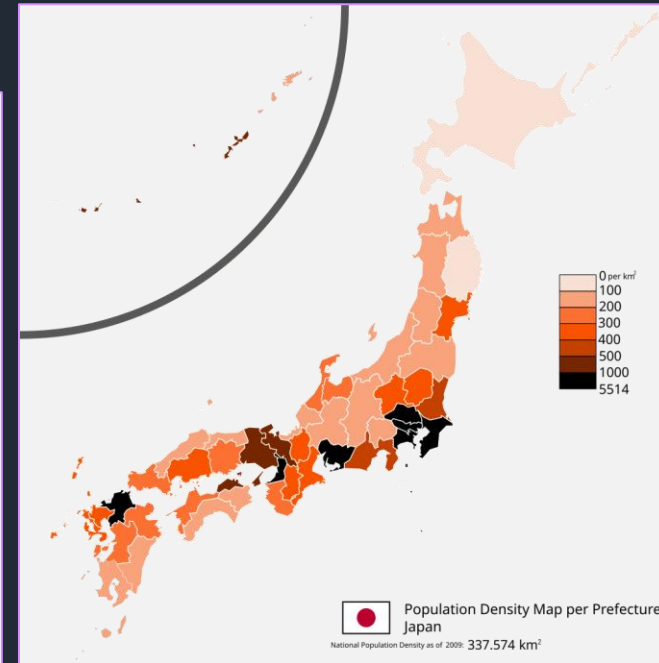 0 per km²
100
200
300
400
500
1000
5514
Population Density Map per Prefecture
Japan
National Population Density as of 2009: 337.574 km²